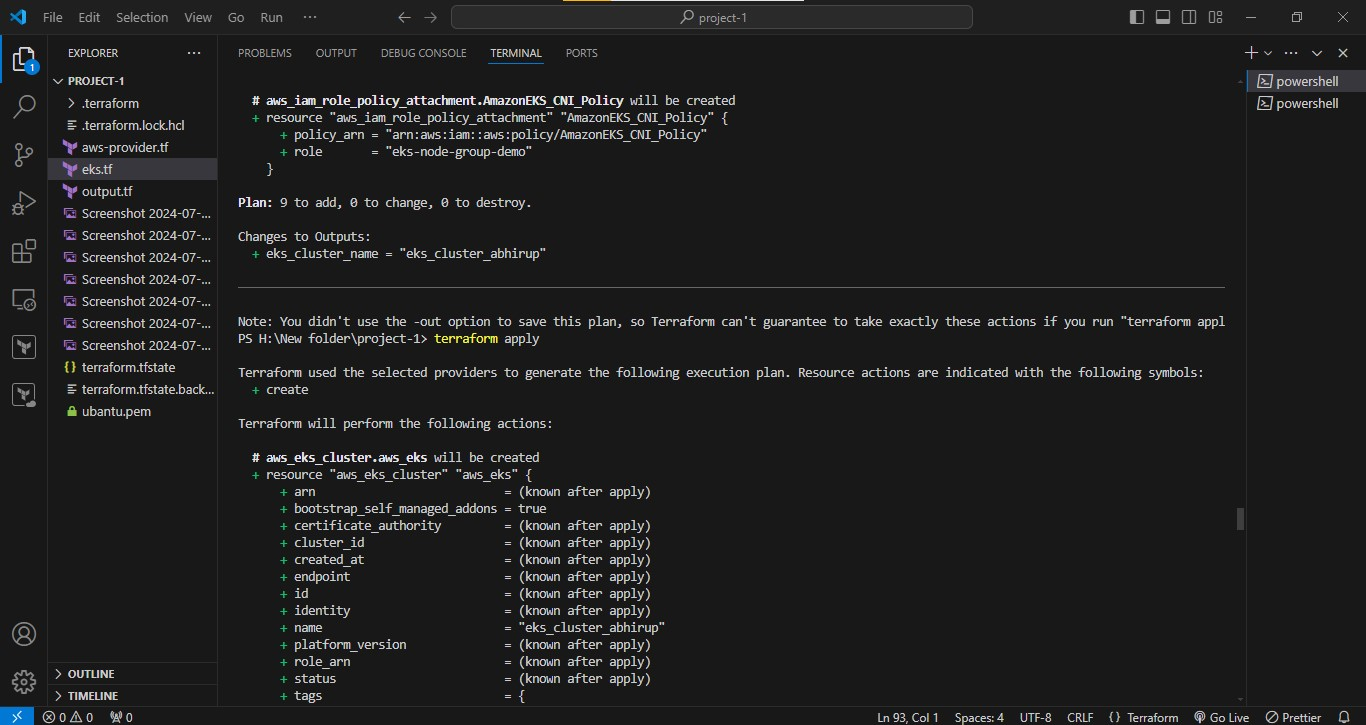 File Edit Selection View Go Run ··· project-1
EXPLORER ···
1
PROJECT-1
.terraform
.terraform.lock.hcl
aws-provider.tf
eks.tf
output.tf
Screenshot 2024-07-...
Screenshot 2024-07-...
Screenshot 2024-07-...
Screenshot 2024-07-...
Screenshot 2024-07-...
Screenshot 2024-07-...
Screenshot 2024-07-...
{} terraform.tfstate
terraform.tfstate.back...
ubantu.pem
OUTLINE
TIMELINE
PROBLEMS OUTPUT DEBUG CONSOLE TERMINAL PORTS
# aws_iam_role_policy_attachment.AmazonEKS_CNI_Policy will be created
+ resource "aws_iam_role_policy_attachment" "AmazonEKS_CNI_Policy" {
+ policy_arn = "arn:aws:iam::aws:policy/AmazonEKS_CNI_Policy"
+ role = "eks-node-group-demo"
}
Plan: 9 to add, 0 to change, 0 to destroy.
Changes to Outputs:
+ eks_cluster_name = "eks_cluster_abhirup"
Note: You didn't use the -out option to save this plan, so Terraform can't guarantee to take exactly these actions if you run "terraform appl
PS H:\New folder\project-1> terraform apply
Terraform used the selected providers to generate the following execution plan. Resource actions are indicated with the following symbols:
+ create
Terraform will perform the following actions:
# aws_eks_cluster.aws_eks will be created
+ resource "aws_eks_cluster" "aws_eks" {
+ arn = (known after apply)
+ bootstrap_self_managed_addons = true
+ certificate_authority = (known after apply)
+ cluster_id = (known after apply)
+ created_at = (known after apply)
+ endpoint = (known after apply)
+ id = (known after apply)
+ identity = (known after apply)
+ name = "eks_cluster_abhirup"
+ platform_version = (known after apply)
+ role_arn = (known after apply)
+ status = (known after apply)
+ tags = {
powershell
powershell
0 0 0 Ln 93, Col 1 Spaces: 4 UTF-8 CRLF {} Terraform Go Live Prettier